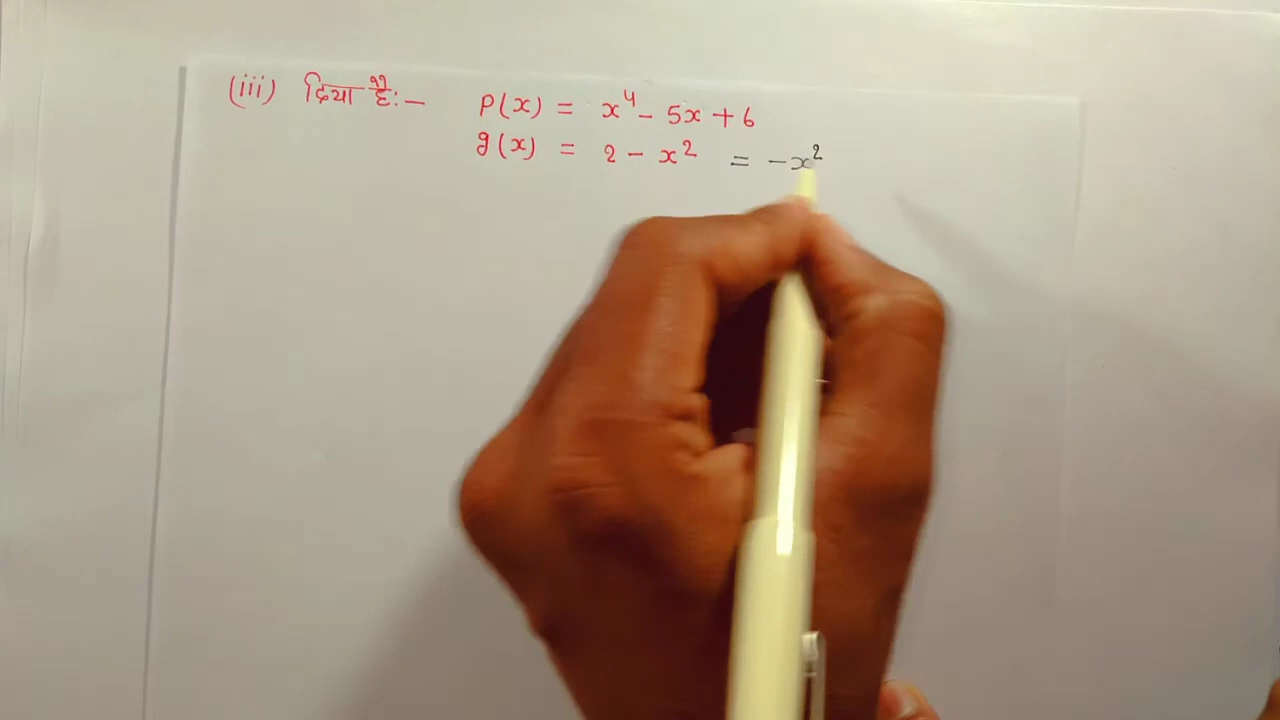 (iii) दिया है:- P(x) = x⁴ - 5x + 6
g(x) = 2 - x² = -x²